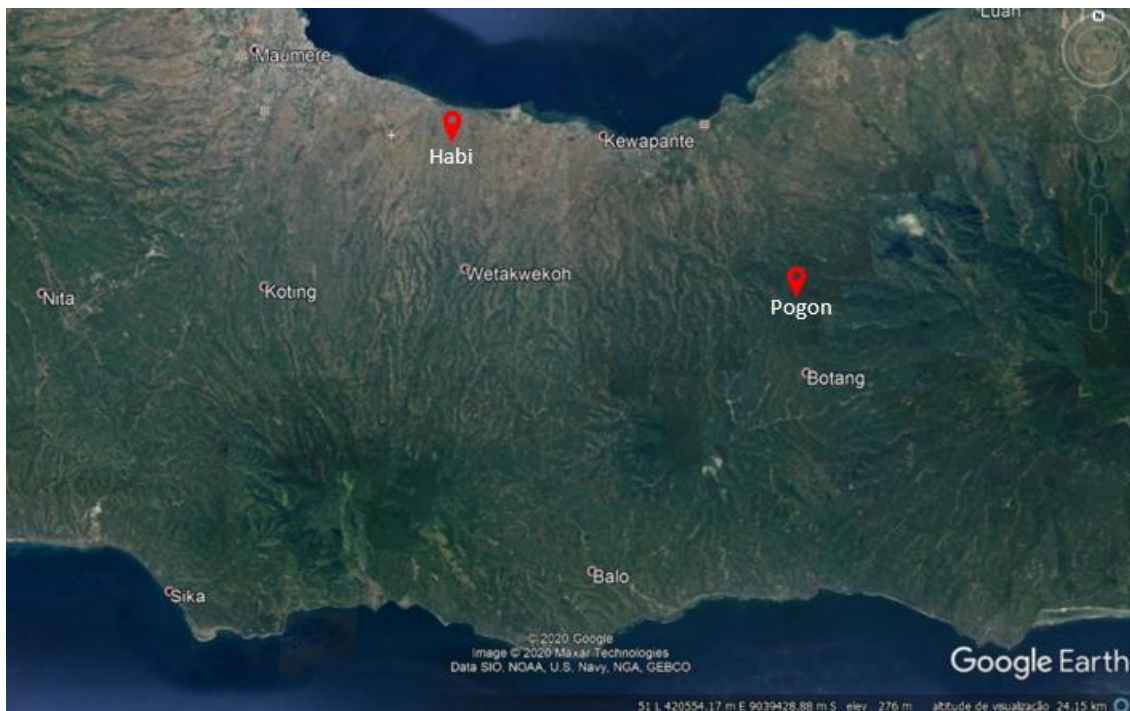 Luan
N
Maumere
Habi
Kewapante
Wetakwekoh
Nita
Koting
Pogon
Botang
Sika
Balo
© 2020 Google
Image © 2020 Maxar Technologies
Data SIO, NOAA, U.S. Navy, NGA, GEBCO
Google Earth
51 L 420554.17 m E 9039428.88 m S elev 276 m altitude de visualização 24.15 km